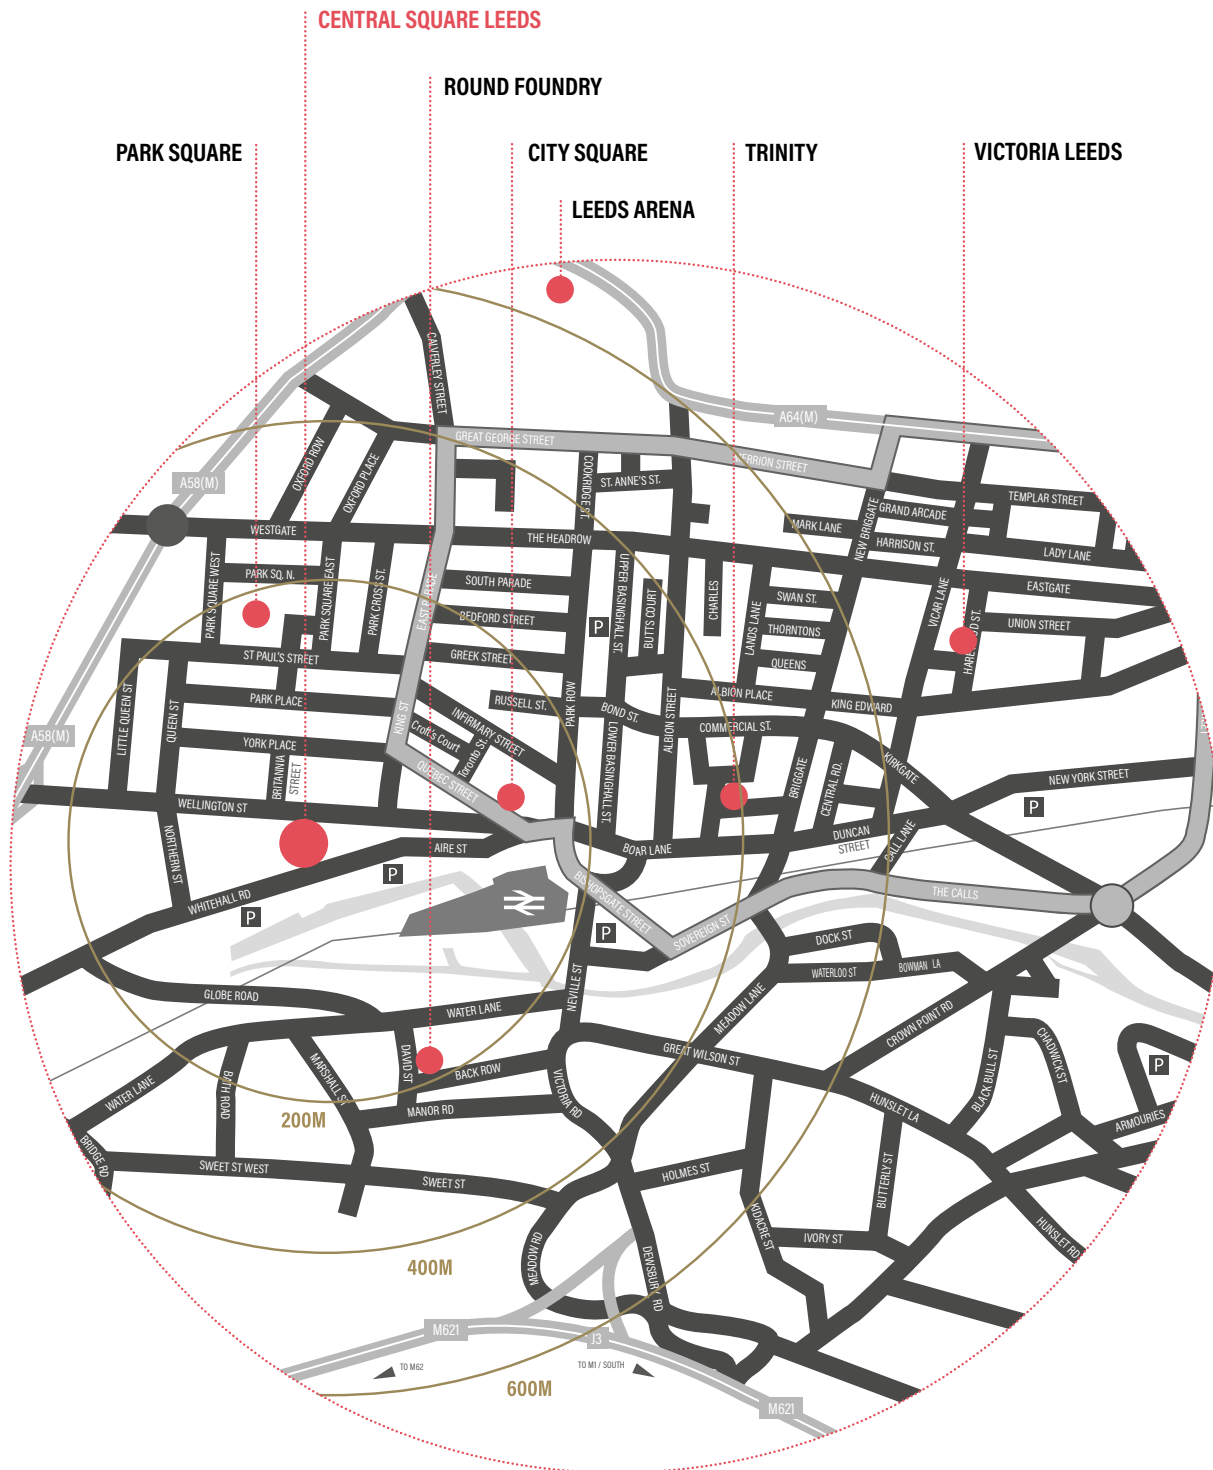 CENTRAL SQUARE LEEDS
ROUND FOUNDRY
PARK SQUARE
CITY SQUARE
TRINITY
VICTORIA LEEDS
LEEDS ARENA
CALVERLEY STREET
A64(M)
GREAT GEORGE STREET
MERRION STREET
OXFORD ROW
OXFORD PLACE
COOKRIDGE ST.
ST. ANNE'S ST.
A58(M)
TEMPLAR STREET
GRAND ARCADE
MARK LANE
NEW BRIGGATE
WESTGATE
THE HEADROW
HARRISON ST.
LADY LANE
PARK SQUARE WEST
PARK SQ. N.
PARK SQUARE EAST
PARK CROSS ST.
EAST PARADE
SOUTH PARADE
UPPER BASINGHALL ST.
BUTTS COURT
CHARLES
LANDS LANE
SWAN ST.
VICAR LANE
EASTGATE
BEDFORD STREET
P
THORNTONS
UNION STREET
ST PAUL'S STREET
GREEK STREET
QUEENS
LITTLE QUEEN ST
QUEEN ST
PARK PLACE
KING ST
RUSSELL ST.
PARK ROW
BOND ST.
ALBION STREET
ALBION PLACE
KING EDWARD
INFIRMARY STREET
COMMERCIAL ST.
A58(M)
YORK PLACE
Croft's Court
Toronto St.
LOWER BASINGHALL ST.
BRIGGATE
CENTRAL RD.
KIRKGATE
BRITANNIA
STREET
QUEBEC STREET
NEW YORK STREET
WELLINGTON ST
P
NORTHERN ST
AIRE ST
BOAR LANE
DUNCAN
STREET
CALL LANE
P
WHITEHALL RD
P
BISHOPSGATE STREET
THE CALLS
P
SOVEREIGN ST
DOCK ST
WATERLOO ST
BOWMAN LA
GLOBE ROAD
WATER LANE
NEVILLE ST
MEADOW LANE
CROWN POINT RD
GREAT WILSON ST
DAVID ST
BACK ROW
MARSHALL ST
WATER LANE
BATH ROAD
MANOR RD
VICTORIA RD
HUNSLET LA
BLACK BULL ST
CHADWICK ST
P
ARMOURIES
200M
BRIDGE RD
SWEET ST WEST
SWEET ST
HOLMES ST
BUTTERLY ST
KIDACRE ST
IVORY ST
HUNSLET RD
400M
MEADOW RD
DEWSBURY RD
M621
J3
TO M62
TO M1 / SOUTH
600M
M621